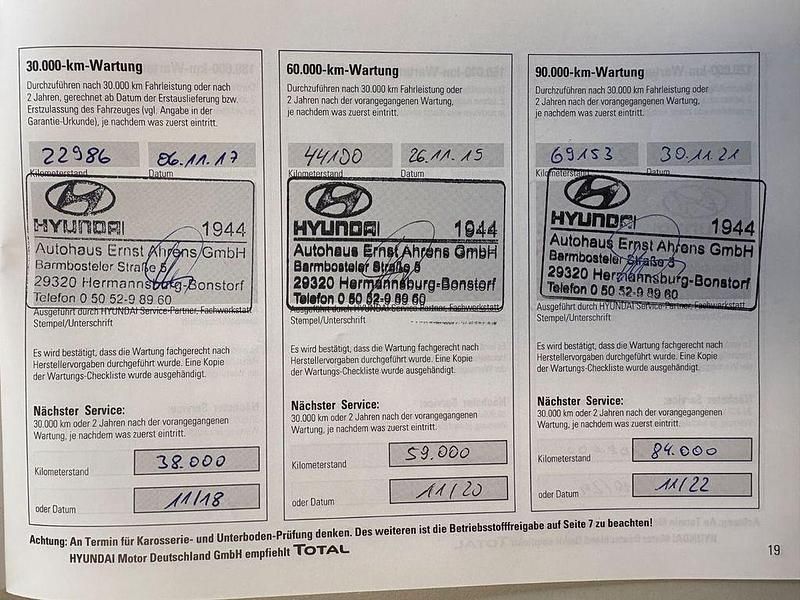 30.000-km-Wartung
Durchzuführen nach 30.000 km Fahrleistung oder nach
2 Jahren, gerechnet ab Datum der Erstauslieferung bzw.
Erstzulassung des Fahrzeuges (vgl. Angabe in der
Garantie-Urkunde), je nachdem was zuerst eintritt.
22986 06.11.17
Kilometerstand Datum
HYUNDAI 1944
Autohaus Ernst Ahrens GmbH
Barmbosteler Straße 5
29320 Hermannsburg-Bonstorf
Telefon 0 50 52-9 89 60
Ausgeführt durch HYUNDAI Service-Partner, Fachwerkstatt
Stempel/Unterschrift
Es wird bestätigt, dass die Wartung fachgerecht nach
Herstellervorgaben durchgeführt wurde. Eine Kopie
der Wartungs-Checkliste wurde ausgehändigt.
Nächster Service:
30.000 km oder 2 Jahren nach der vorangegangenen
Wartung, je nachdem was zuerst eintritt.
Kilometerstand 38.000
oder Datum 11/18
60.000-km-Wartung
Durchzuführen nach 30.000 km Fahrleistung oder
2 Jahren nach der vorangegangenen Wartung,
je nachdem was zuerst eintritt.
44100 26.11.19
Kilometerstand Datum
HYUNDAI 1944
Autohaus Ernst Ahrens GmbH
Barmbosteler Straße 5
29320 Hermannsburg-Bonstorf
Telefon 0 50 52-9 89 60
Ausgeführt durch HYUNDAI Service-Partner, Fachwerkstatt
Stempel/Unterschrift
Es wird bestätigt, dass die Wartung fachgerecht nach
Herstellervorgaben durchgeführt wurde. Eine Kopie
der Wartungs-Checkliste wurde ausgehändigt.
Nächster Service:
30.000 km oder 2 Jahren nach der vorangegangenen
Wartung, je nachdem was zuerst eintritt.
Kilometerstand 59.000
oder Datum 11/20
90.000-km-Wartung
Durchzuführen nach 30.000 km Fahrleistung oder
2 Jahren nach der vorangegangenen Wartung,
je nachdem was zuerst eintritt.
69153 30.11.21
Kilometerstand Datum
HYUNDAI 1944
Autohaus Ernst Ahrens GmbH
Barmbosteler Straße 5
29320 Hermannsburg-Bonstorf
Telefon 0 50 52-9 89 60
Ausgeführt durch HYUNDAI Service-Partner, Fachwerkstatt
Stempel/Unterschrift
Es wird bestätigt, dass die Wartung fachgerecht nach
Herstellervorgaben durchgeführt wurde. Eine Kopie
der Wartungs-Checkliste wurde ausgehändigt.
Nächster Service:
30.000 km oder 2 Jahren nach der vorangegangenen
Wartung, je nachdem was zuerst eintritt.
Kilometerstand 84.000
oder Datum 11/22
Achtung: An Termin für Karosserie- und Unterboden-Prüfung denken. Des weiteren ist die Betriebsstofffreigabe auf Seite 7 zu beachten!
HYUNDAI Motor Deutschland GmbH empfiehlt TOTAL
19